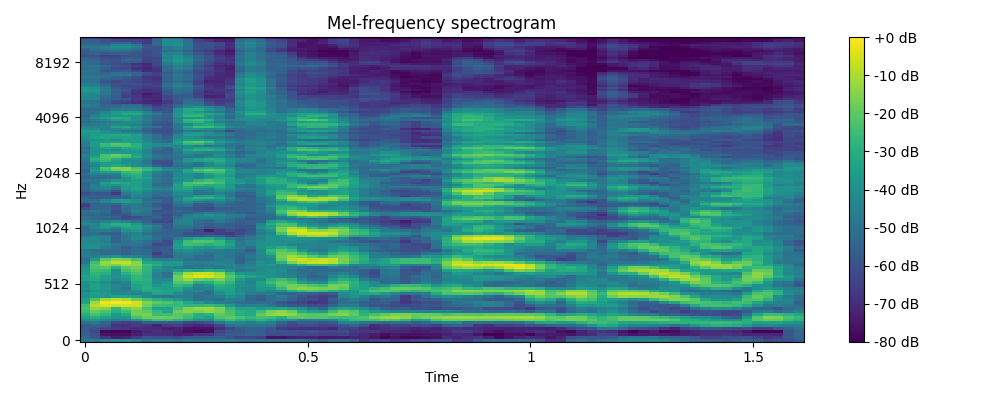 Mel-frequency spectrogram
Hz
8192
4096
2048
1024
512
0
0 0.5 1 1.5
Time
+0 dB
-10 dB
-20 dB
-30 dB
-40 dB
-50 dB
-60 dB
-70 dB
-80 dB